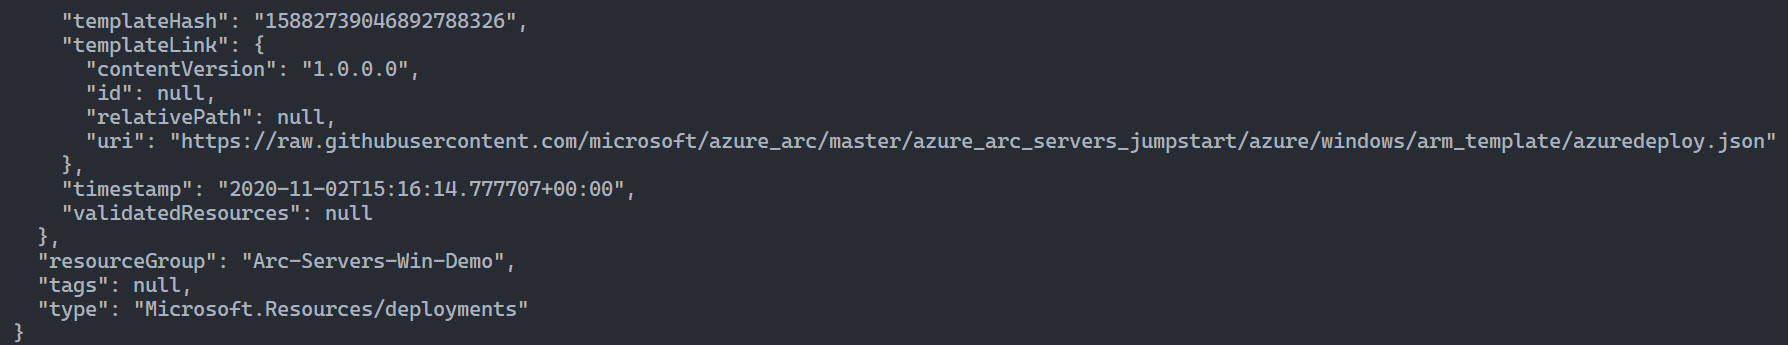 "templateHash": "15882739046892788326",
"templateLink": {
"contentVersion": "1.0.0.0",
"id": null,
"relativePath": null,
"uri": "https://raw.githubusercontent.com/microsoft/azure_arc/master/azure_arc_servers_jumpstart/azure/windows/arm_template/azuredeploy.json"
},
"timestamp": "2020-11-02T15:16:14.777707+00:00",
"validatedResources": null
},
"resourceGroup": "Arc-Servers-Win-Demo",
"tags": null,
"type": "Microsoft.Resources/deployments"
}